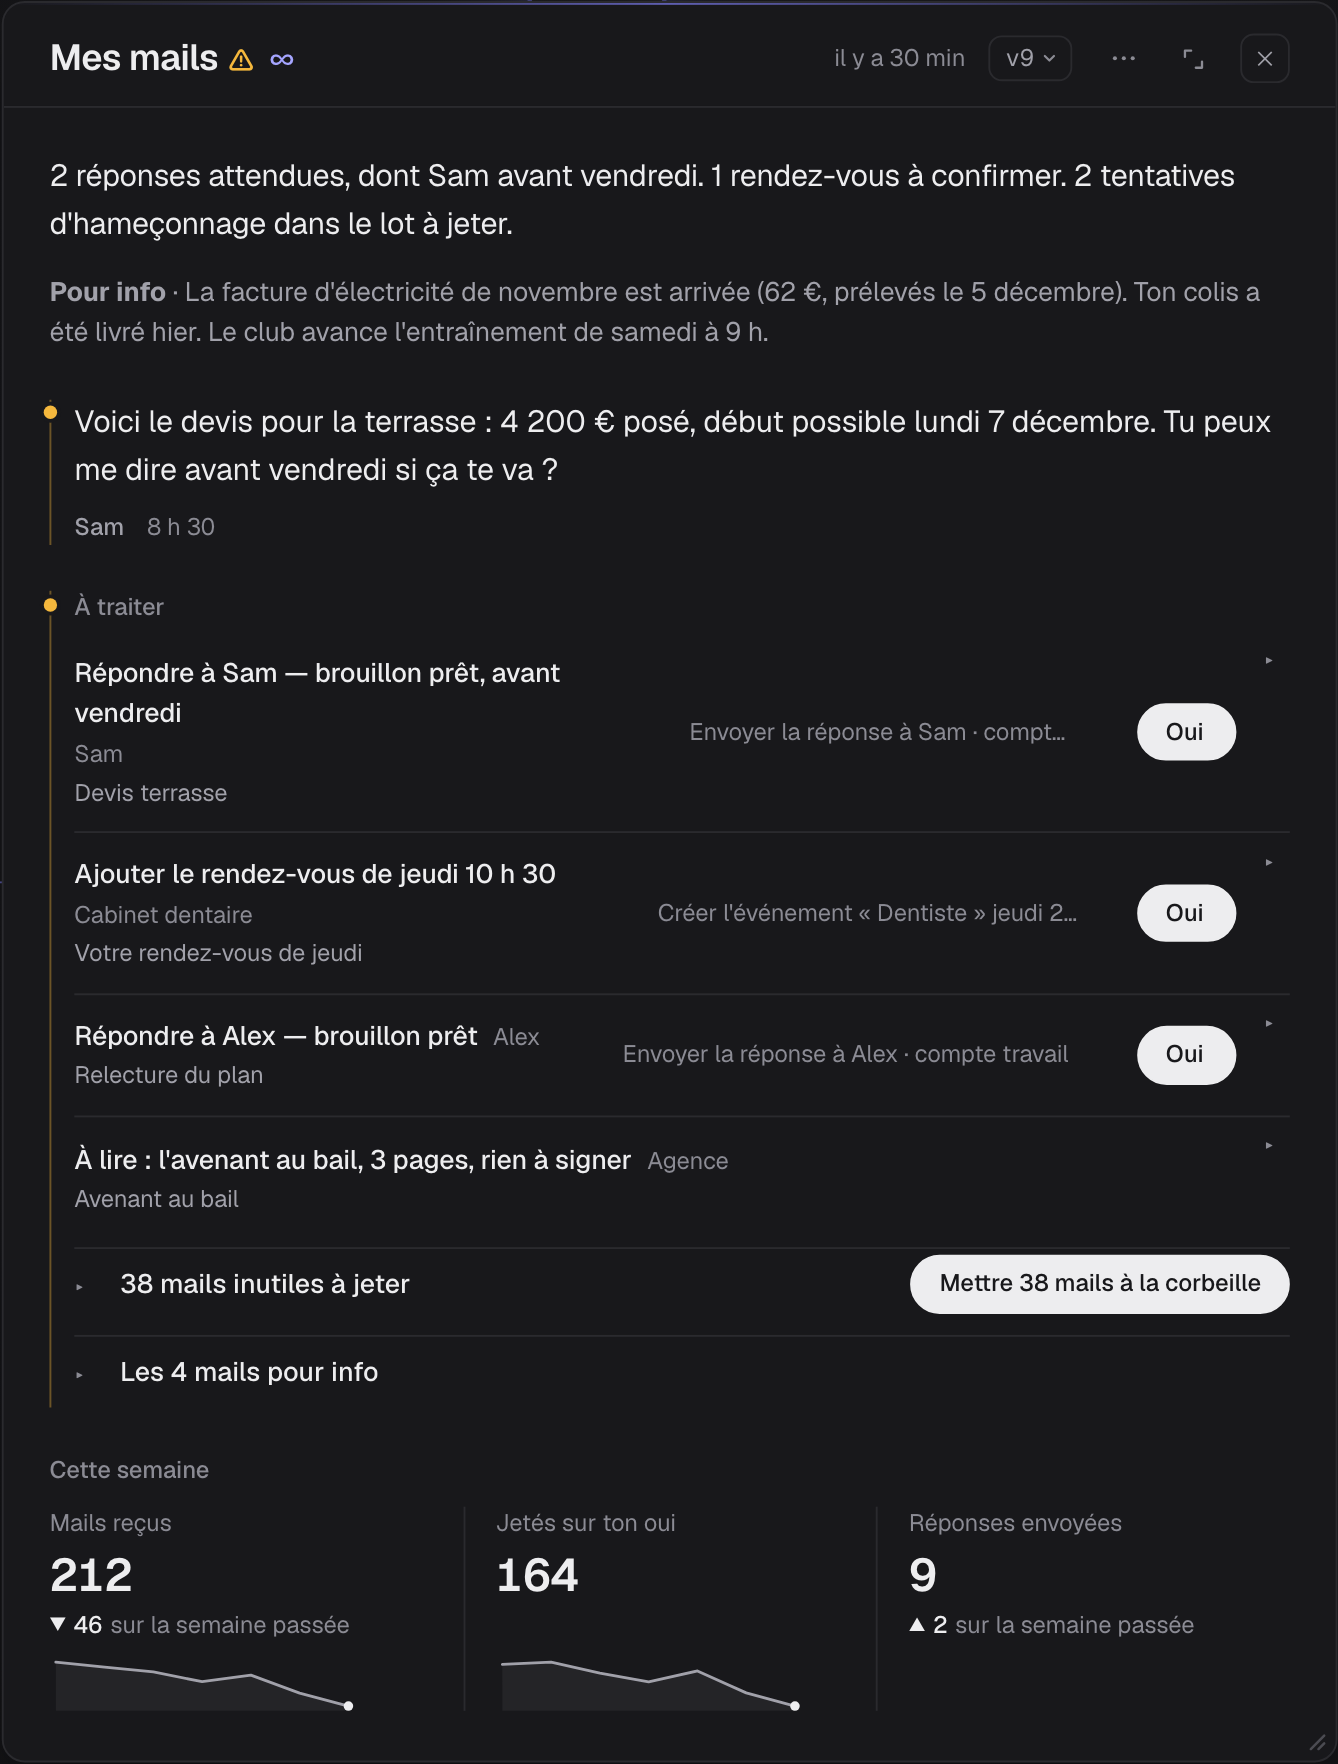 Mes mails
il y a 30 min
v9
2 réponses attendues, dont Sam avant vendredi. 1 rendez-vous à confirmer. 2 tentatives
d'hameçonnage dans le lot à jeter.
Pour info · La facture d'électricité de novembre est arrivée (62 €, prélevés le 5 décembre). Ton colis a
été livré hier. Le club avance l'entraînement de samedi à 9 h.
Voici le devis pour la terrasse : 4 200 € posé, début possible lundi 7 décembre. Tu peux
me dire avant vendredi si ça te va ?
Sam 8 h 30
À traiter
Répondre à Sam — brouillon prêt, avant
vendredi
Sam
Devis terrasse
Envoyer la réponse à Sam · compt…
Oui
Ajouter le rendez-vous de jeudi 10 h 30
Cabinet dentaire
Votre rendez-vous de jeudi
Créer l'événement « Dentiste » jeudi 2…
Oui
Répondre à Alex — brouillon prêt Alex
Relecture du plan
Envoyer la réponse à Alex · compte travail
Oui
À lire : l'avenant au bail, 3 pages, rien à signer Agence
Avenant au bail
38 mails inutiles à jeter
Mettre 38 mails à la corbeille
Les 4 mails pour info
Cette semaine
Mails reçus
212
▼ 46 sur la semaine passée
Jetés sur ton oui
164
Réponses envoyées
9
▲ 2 sur la semaine passée